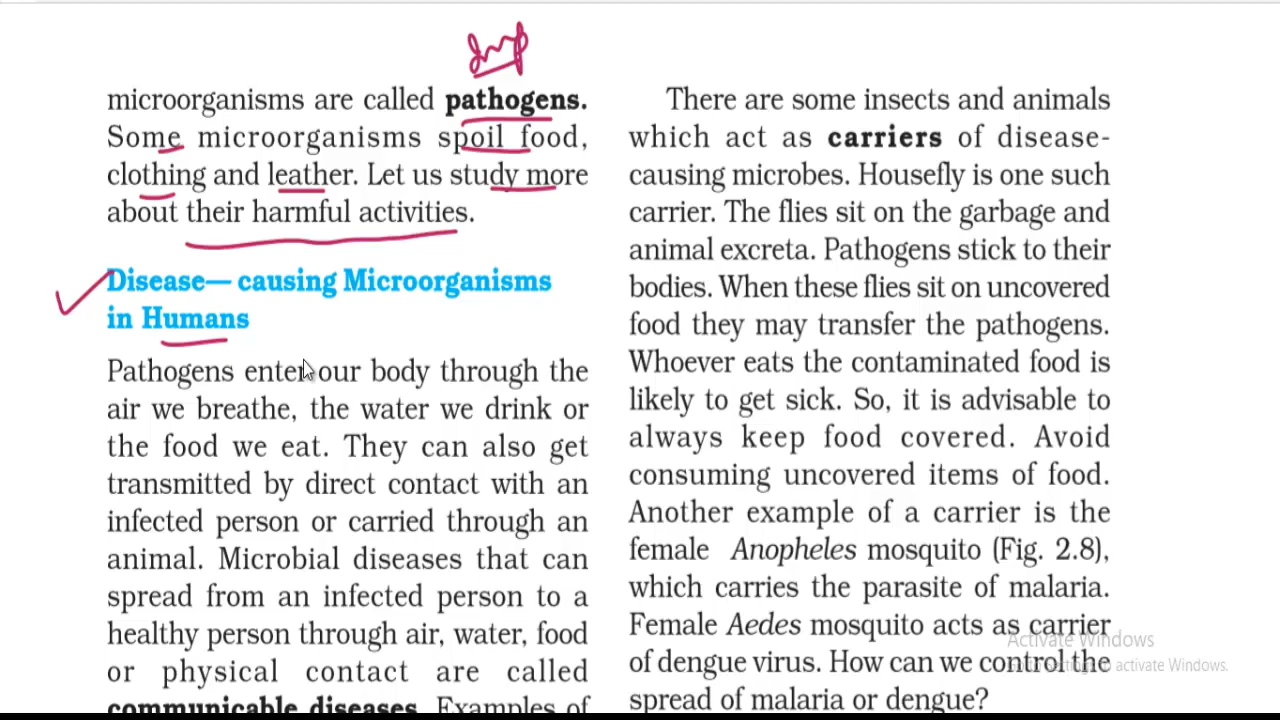 imp
microorganisms are called pathogens.
Some microorganisms spoil food,
clothing and leather. Let us study more
about their harmful activities.
Disease— causing Microorganisms
in Humans
Pathogens enter our body through the
air we breathe, the water we drink or
the food we eat. They can also get
transmitted by direct contact with an
infected person or carried through an
animal. Microbial diseases that can
spread from an infected person to a
healthy person through air, water, food
or physical contact are called
communicable diseases. Examples of
There are some insects and animals
which act as carriers of disease-
causing microbes. Housefly is one such
carrier. The flies sit on the garbage and
animal excreta. Pathogens stick to their
bodies. When these flies sit on uncovered
food they may transfer the pathogens.
Whoever eats the contaminated food is
likely to get sick. So, it is advisable to
always keep food covered. Avoid
consuming uncovered items of food.
Another example of a carrier is the
female Anopheles mosquito (Fig. 2.8),
which carries the parasite of malaria.
Female Aedes mosquito acts as carrier
of dengue virus. How can we control the
spread of malaria or dengue?
Activate Windows
Go to Settings to activate Windows.